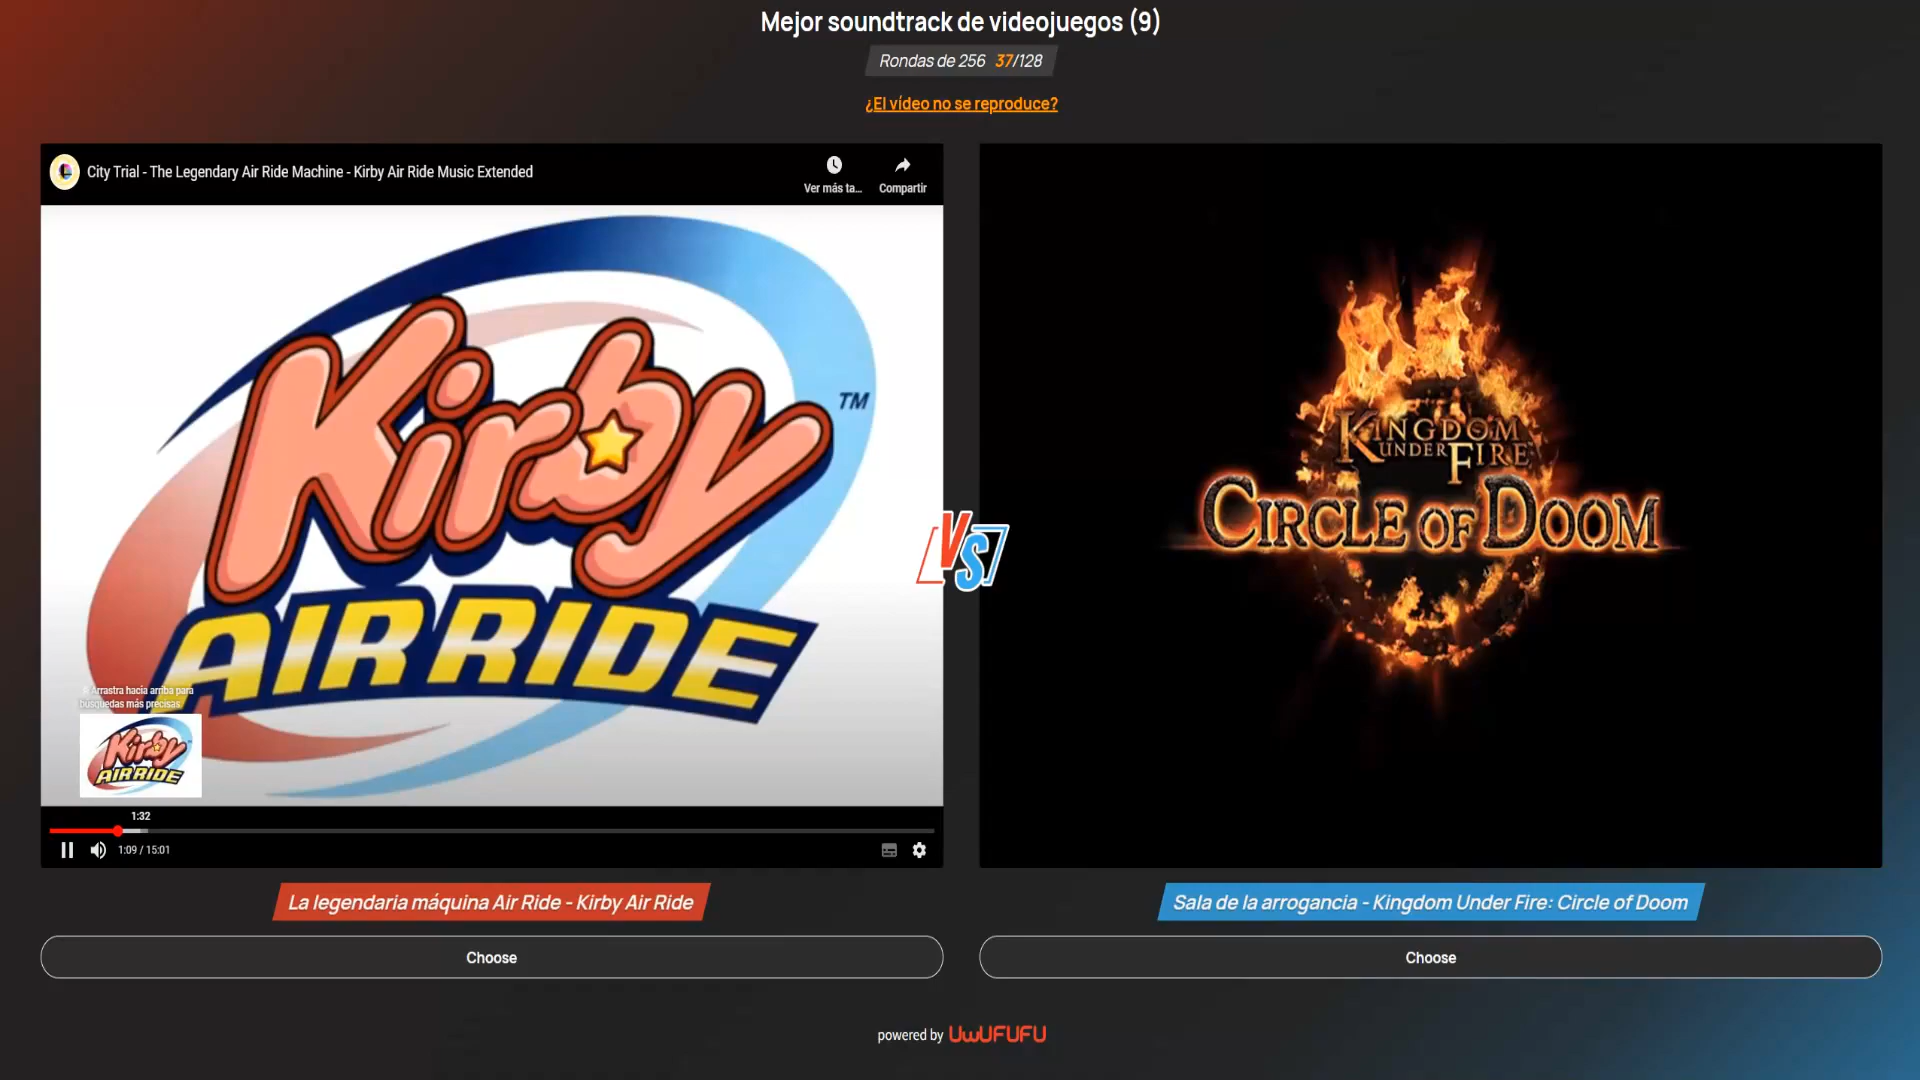 Mejor soundtrack de videojuegos (9)
Rondas de 256 37/128
¿El vídeo no se reproduce?
City Trial - The Legendary Air Ride Machine - Kirby Air Ride Music Extended
Ver más ta...
Compartir
Kirby
TM
AIR RIDE
Arrastra hacia arriba para
búsquedas más precisas
Kirby
AIR RIDE
1:32
1:09 / 15:01
VS
KINGDOM
UNDER FIRE
CIRCLE OF DOOM
La legendaria máquina Air Ride - Kirby Air Ride
Sala de la arrogancia - Kingdom Under Fire: Circle of Doom
Choose
Choose
powered by UwUFUFU